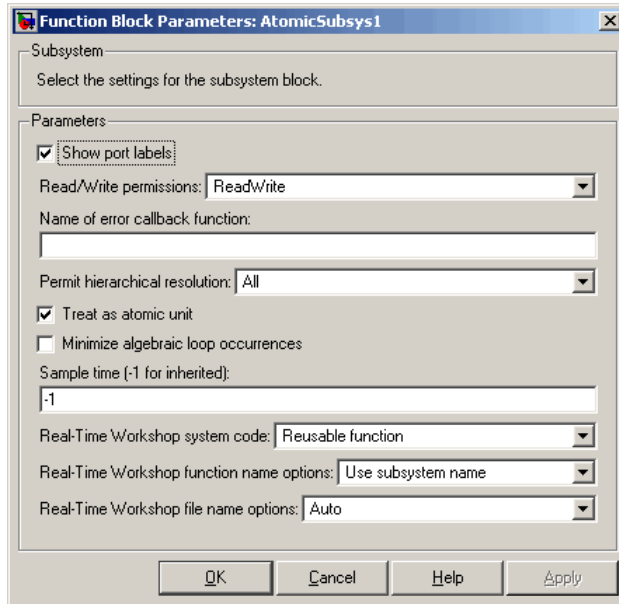 Function Block Parameters: AtomicSubsys1
Subsystem
Select the settings for the subsystem block.
Parameters
Show port labels
Read/Write permissions: ReadWrite
Name of error callback function:
Permit hierarchical resolution: All
Treat as atomic unit
Minimize algebraic loop occurrences
Sample time (-1 for inherited):
-1
Real-Time Workshop system code: Reusable function
Real-Time Workshop function name options: Use subsystem name
Real-Time Workshop file name options: Auto
OK Cancel Help Apply